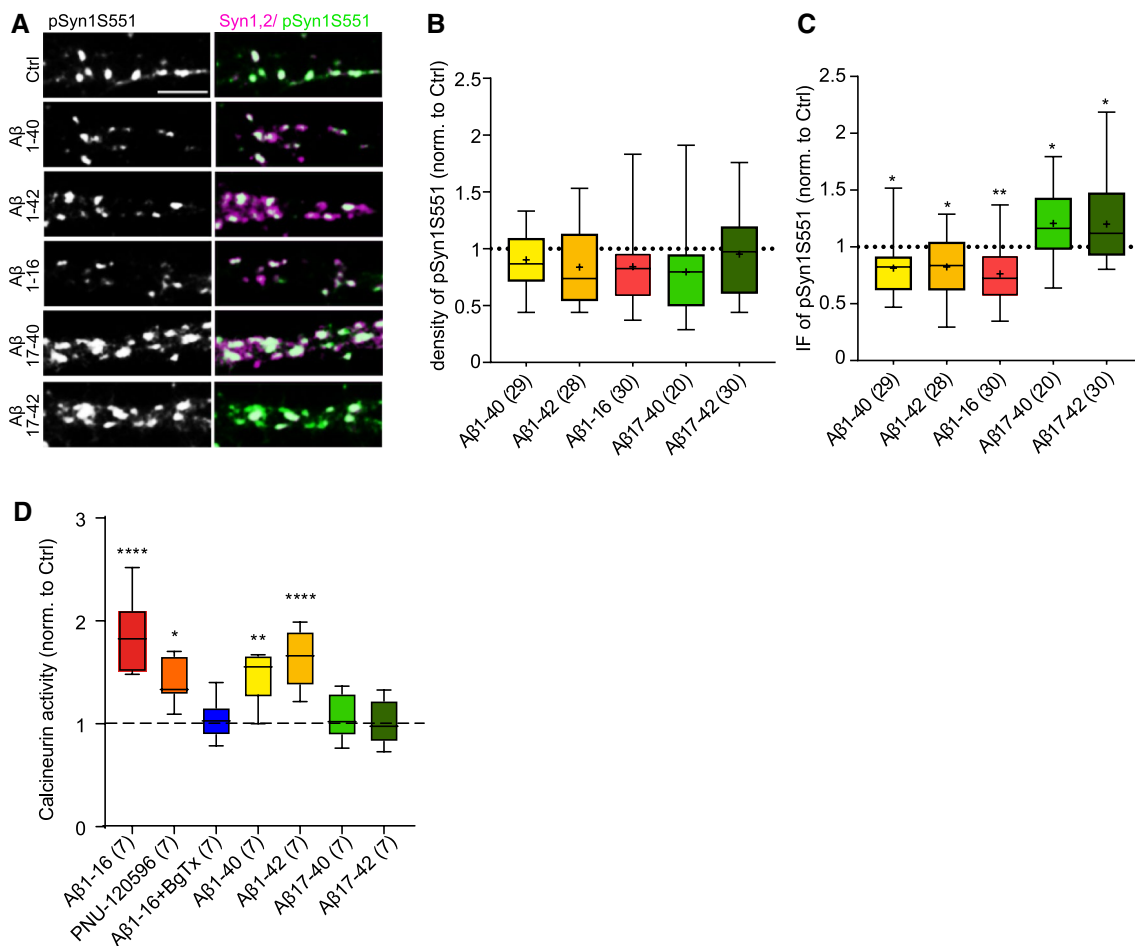 A
pSyn1S551
Syn1,2/ pSyn1S551
Ctrl
Aβ
1-40
Aβ
1-42
Aβ
1-16
Aβ
17-40
Aβ
17-42
B
density of pSyn1S551 (norm. to Ctrl)
2.5
2
1.5
1
0.5
0
Aβ1-40 (29)
Aβ1-42 (28)
Aβ1-16 (30)
Aβ17-40 (20)
Aβ17-42 (30)
C
IF of pSyn1S551 (norm. to Ctrl)
2.5
2
1.5
1
0.5
0
*
*
**
*
*
Aβ1-40 (29)
Aβ1-42 (28)
Aβ1-16 (30)
Aβ17-40 (20)
Aβ17-42 (30)
D
Calcineurin activity (norm. to Ctrl)
3
2
1
0
****
*
**
****
Aβ1-16 (7)
PNU-120596 (7)
Aβ1-16+BgTx (7)
Aβ1-40 (7)
Aβ1-42 (7)
Aβ17-40 (7)
Aβ17-42 (7)